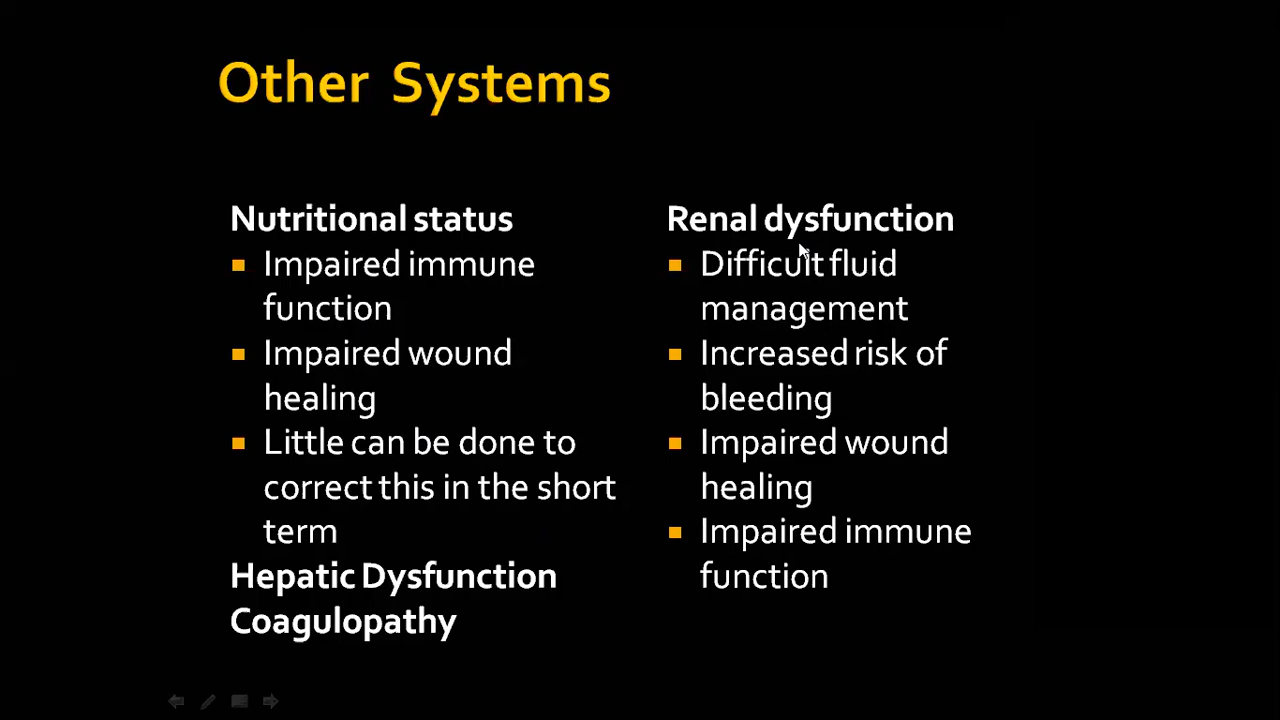 Other Systems
Nutritional status
Impaired immune
function
Impaired wound
healing
Little can be done to
correct this in the short
term
Hepatic Dysfunction
Coagulopathy
Renal dysfunction
Difficult fluid
management
Increased risk of
bleeding
Impaired wound
healing
Impaired immune
function